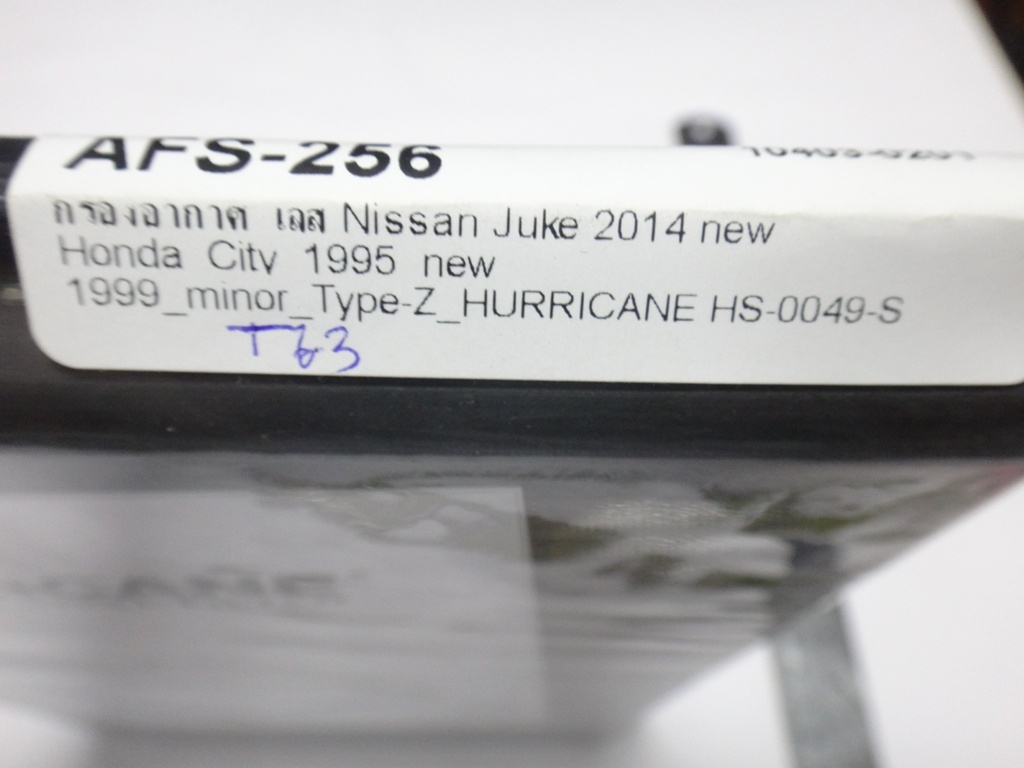 AFS-256
กรองอากาศ เลส Nissan Juke 2014 new
Honda City 1995 new
1999_minor_Type-Z_HURRICANE HS-0049-S
T63